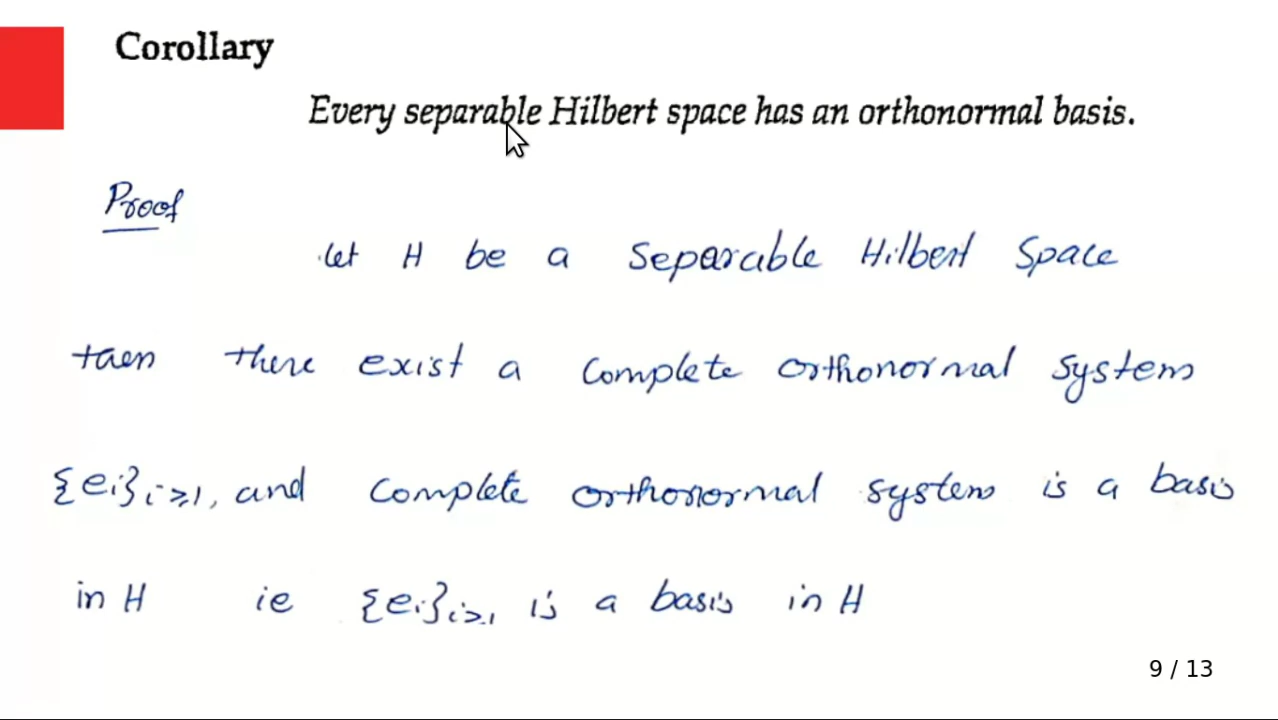 Corollary
Every separable Hilbert space has an orthonormal basis.
Proof
let H be a separable Hilbert Space
then there exist a complete orthonormal system
{ei}i≥1, and complete orthonormal system is a basis
in H ie {ei}i≥1 is a basis in H
9 / 13